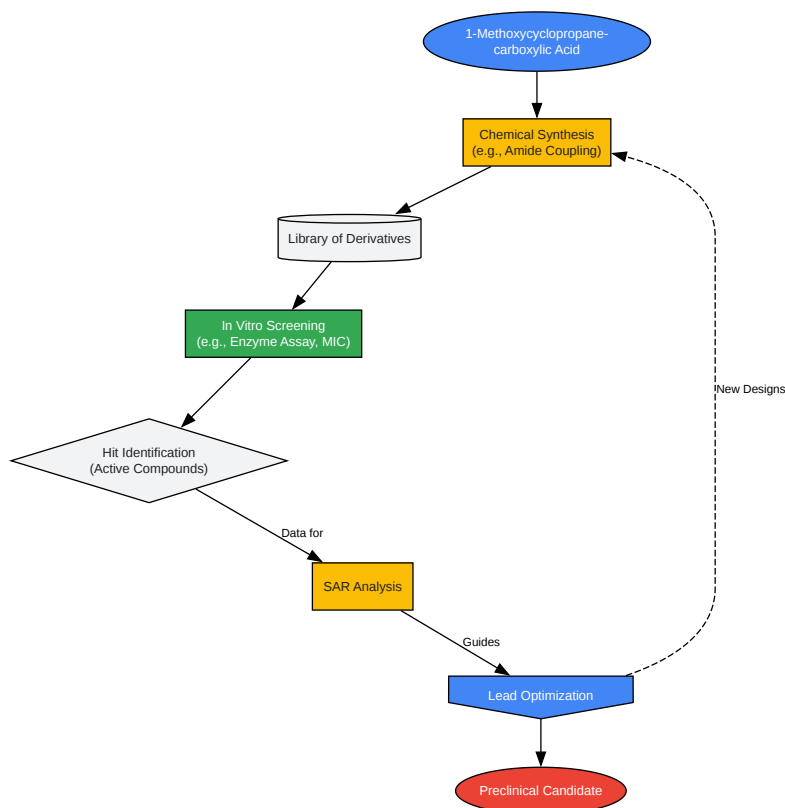 1-Methoxycyclopropane-
carboxylic Acid
Chemical Synthesis
(e.g., Amide Coupling)
Library of Derivatives
In Vitro Screening
(e.g., Enzyme Assay, MIC)
New Designs
Hit Identification
(Active Compounds)
Data for
SAR Analysis
Guides
Lead Optimization
Preclinical Candidate